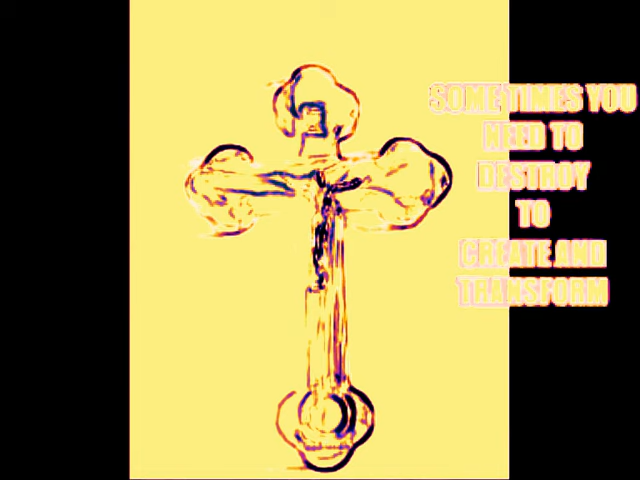 SOMETIMES YOU
NEED TO
DESTROY
TO
CREATE AND
TRANSFORM